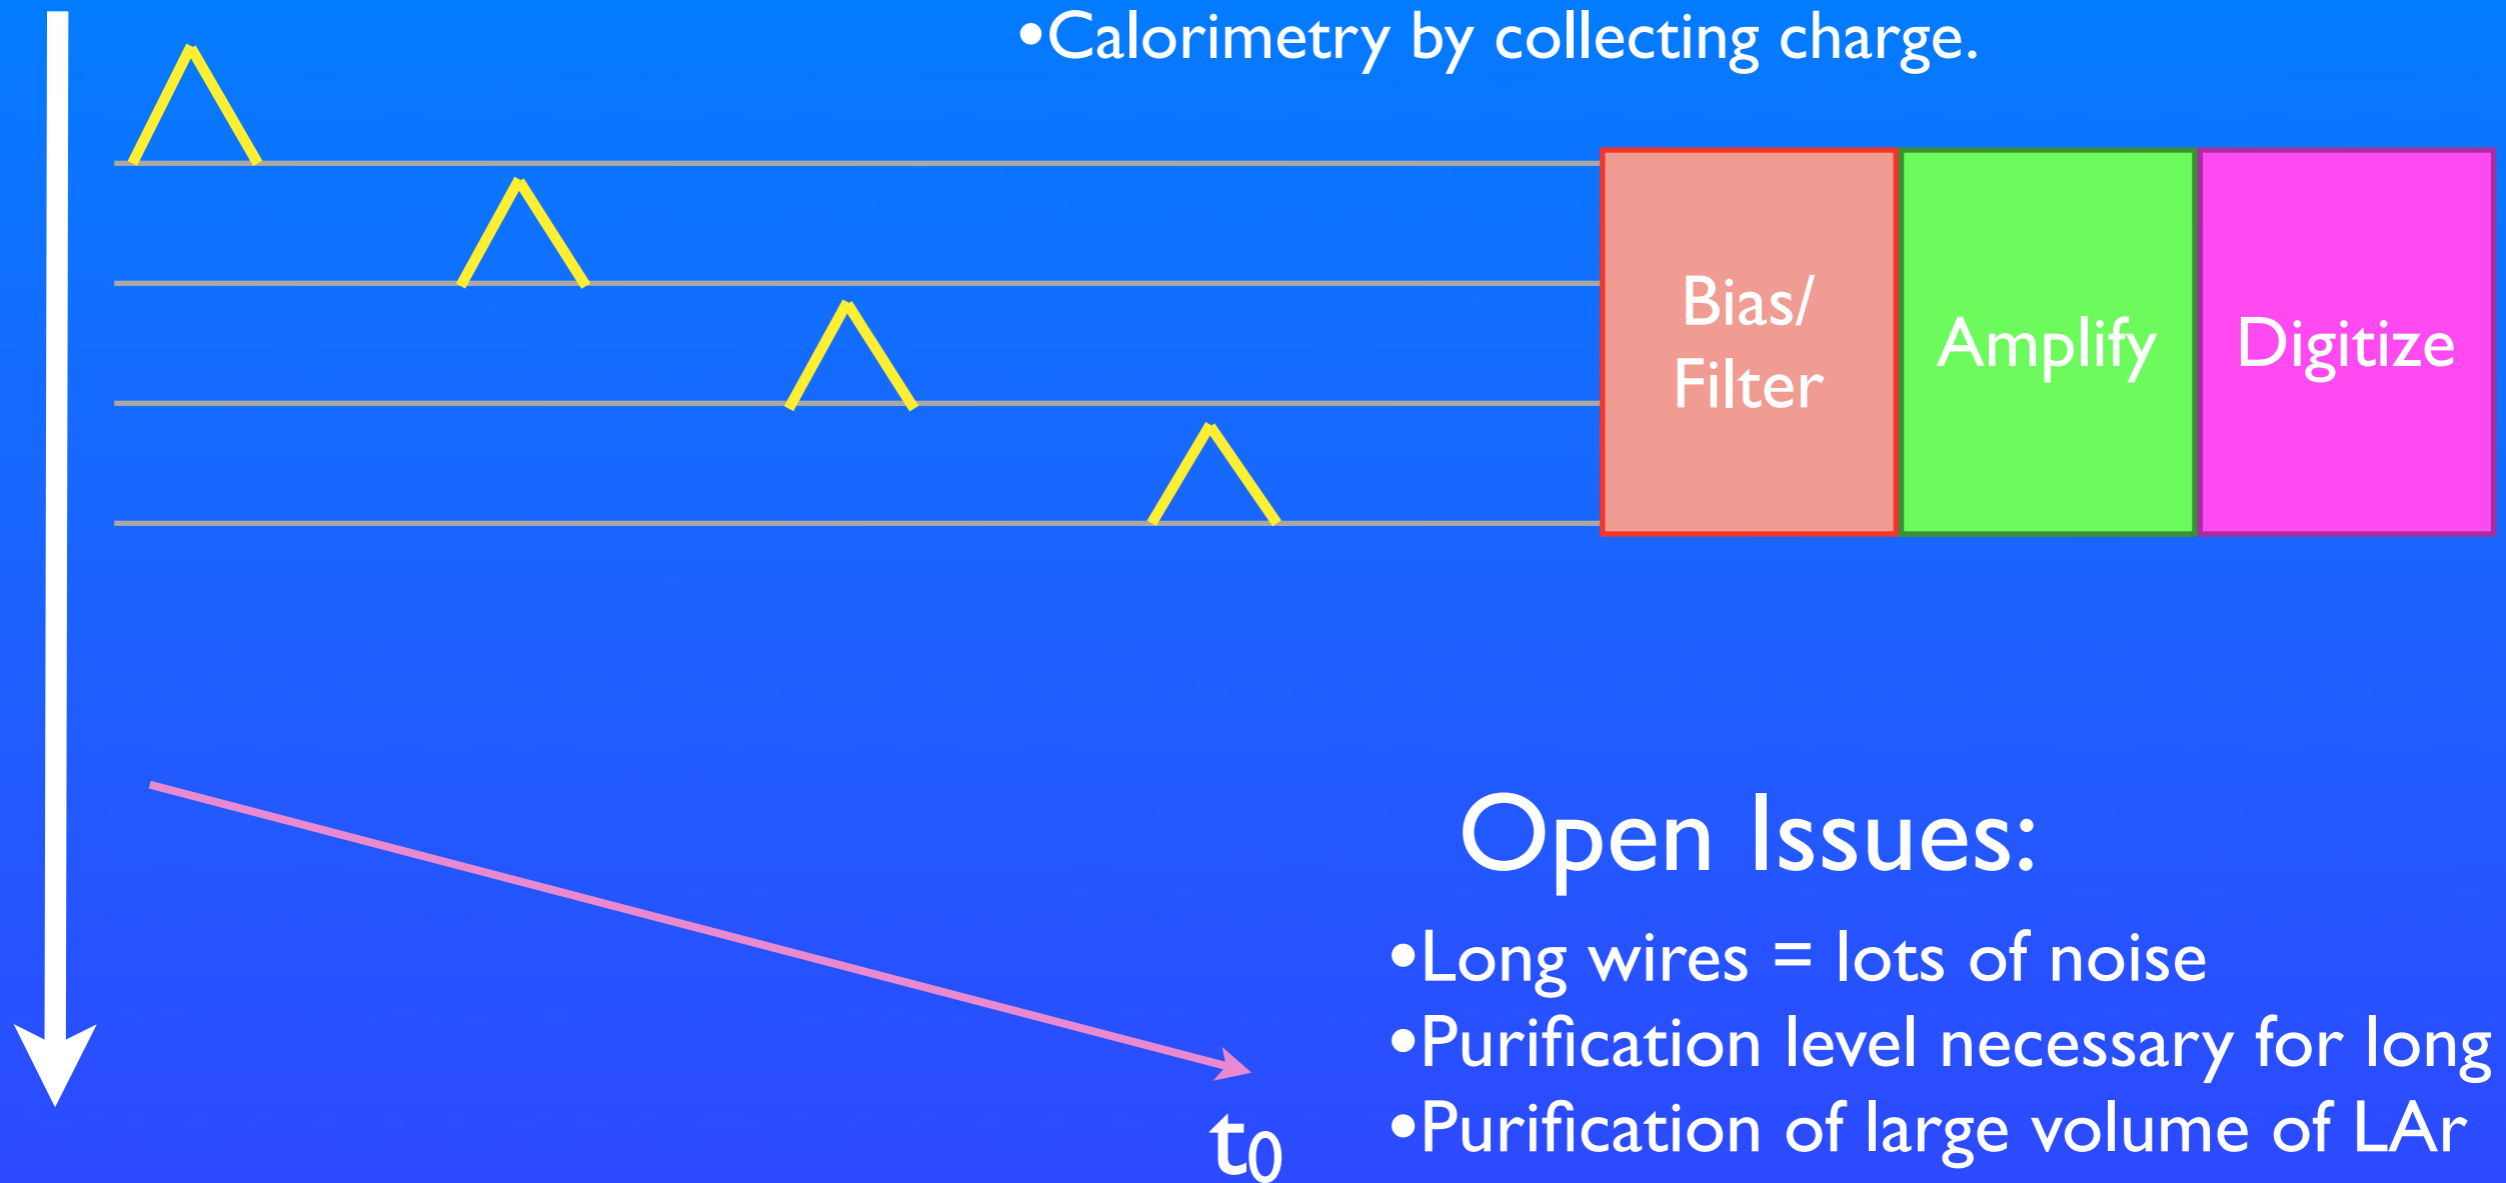 •Calorimetry by collecting charge.
Bias/
Filter
Amplify
Digitize
Open Issues:
•Long wires = lots of noise
•Purification level necessary for long
•Purification of large volume of LAr
t₀